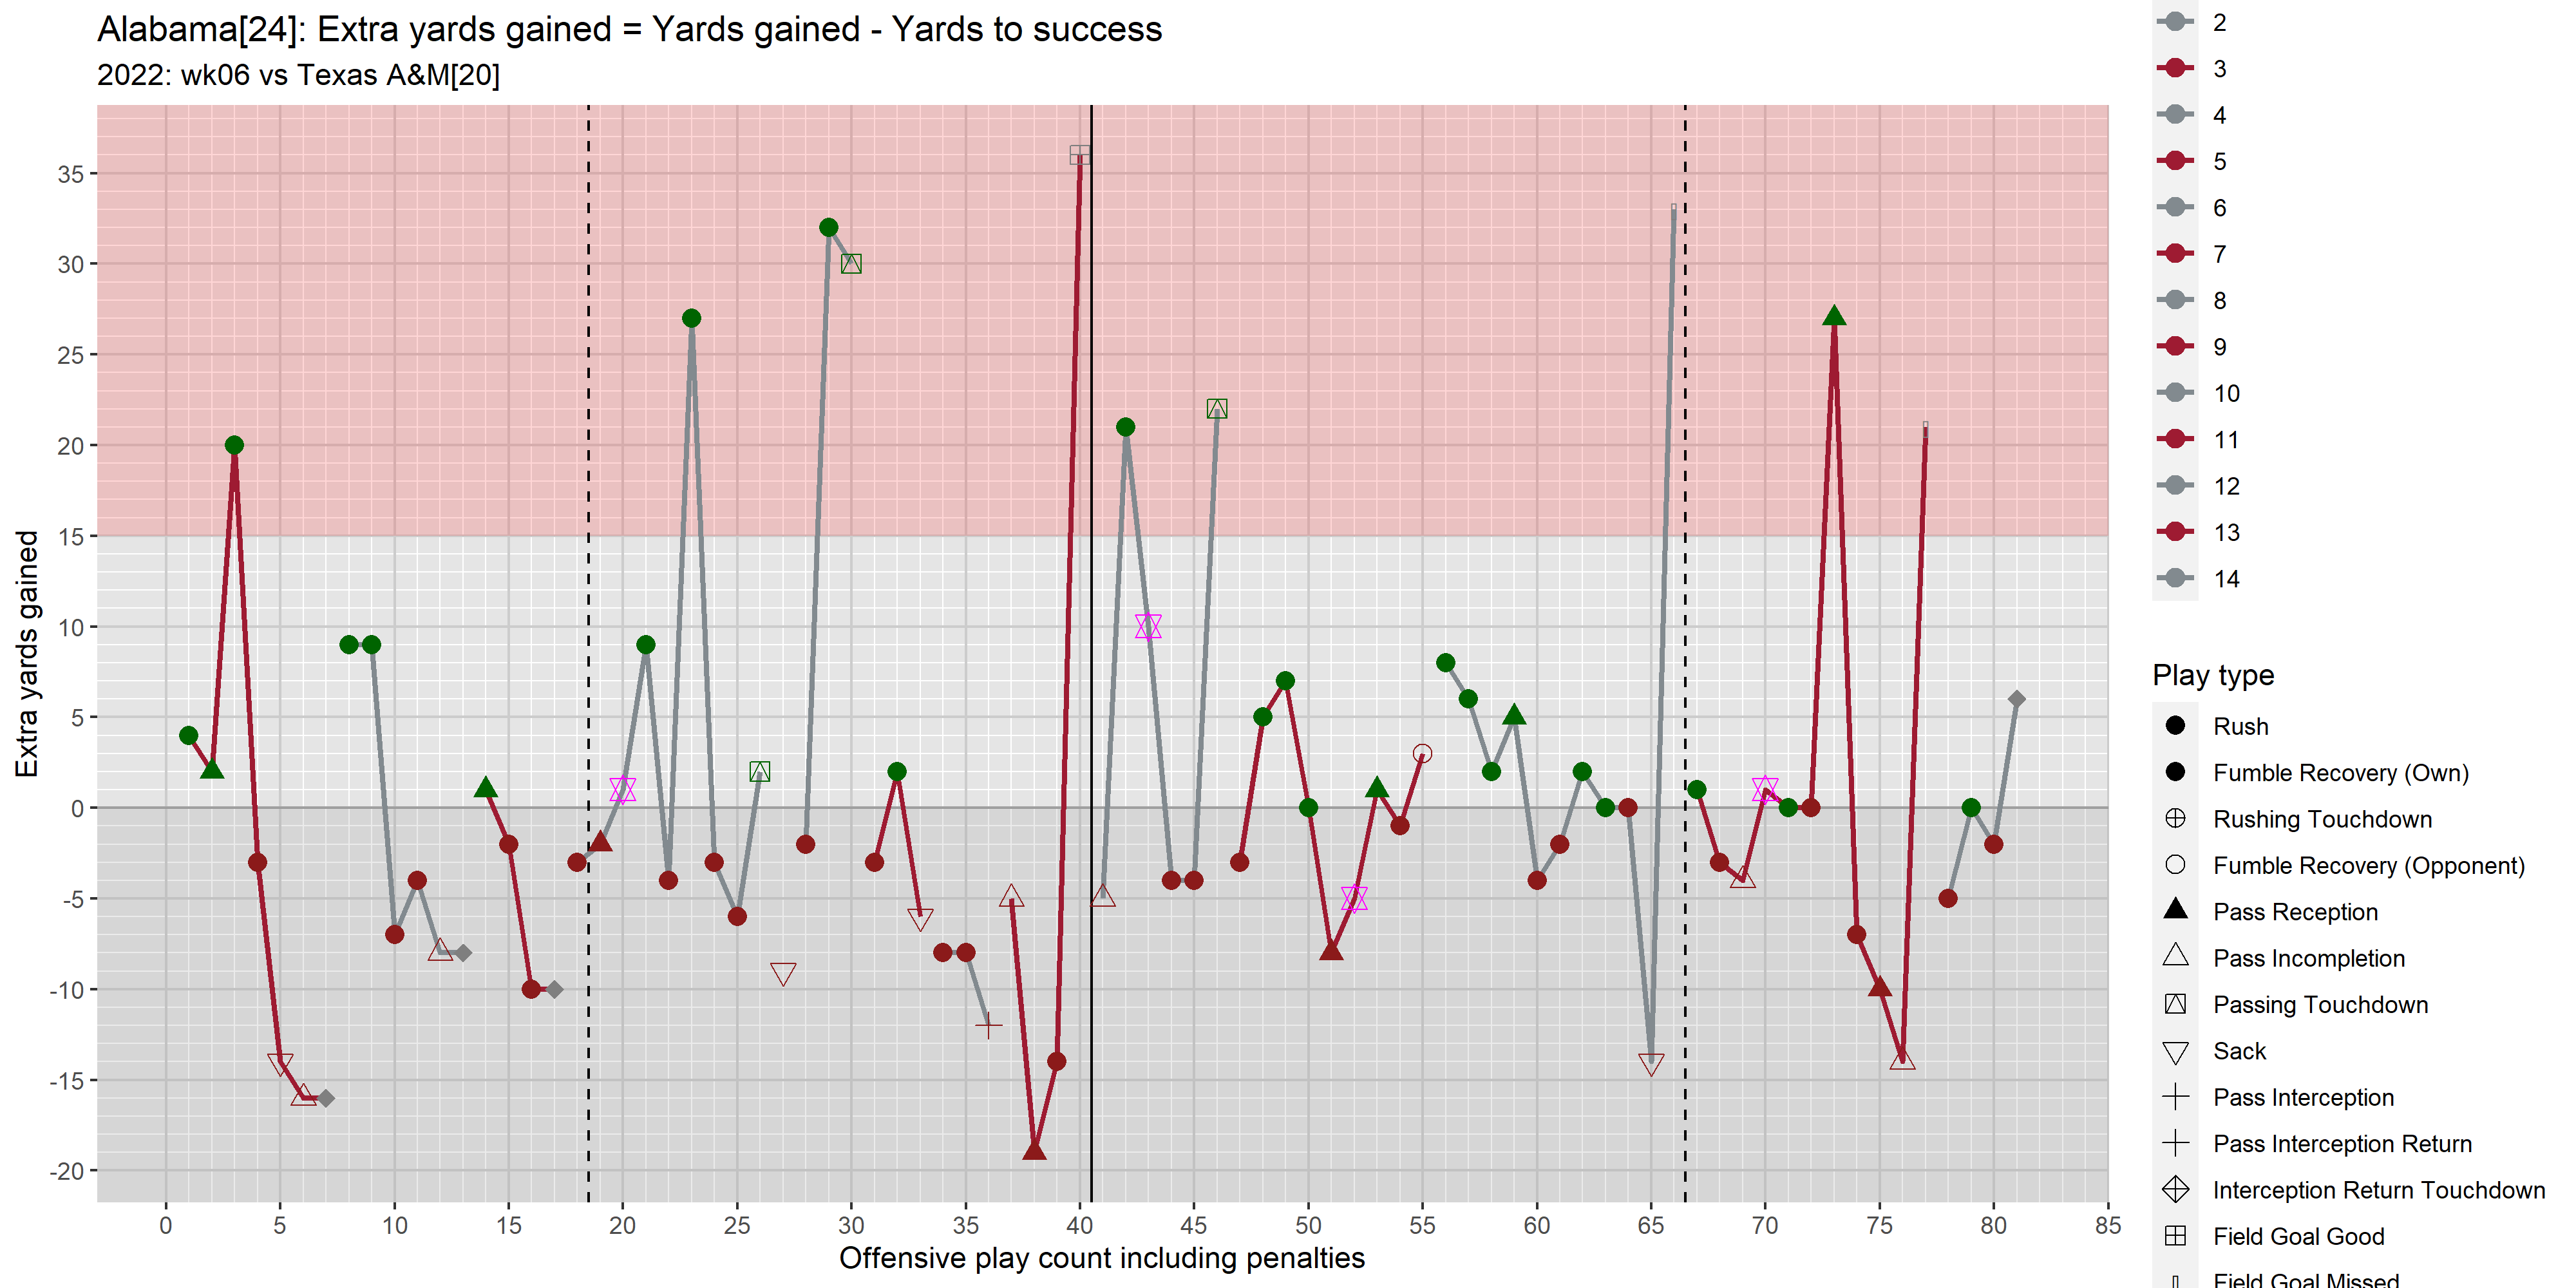 Alabama[24]: Extra yards gained = Yards gained - Yards to success
2022: wk06 vs Texas A&M[20]
Extra yards gained
35
30
25
20
15
10
5
0
-5
-10
-15
-20
0 5 10 15 20 25 30 35 40 45 50 55 60 65 70 75 80 85
Offensive play count including penalties
2
3
4
5
6
7
8
9
10
11
12
13
14
Play type
Rush
Fumble Recovery (Own)
Rushing Touchdown
Fumble Recovery (Opponent)
Pass Reception
Pass Incompletion
Passing Touchdown
Sack
Pass Interception
Pass Interception Return
Interception Return Touchdown
Field Goal Good
Field Goal Missed